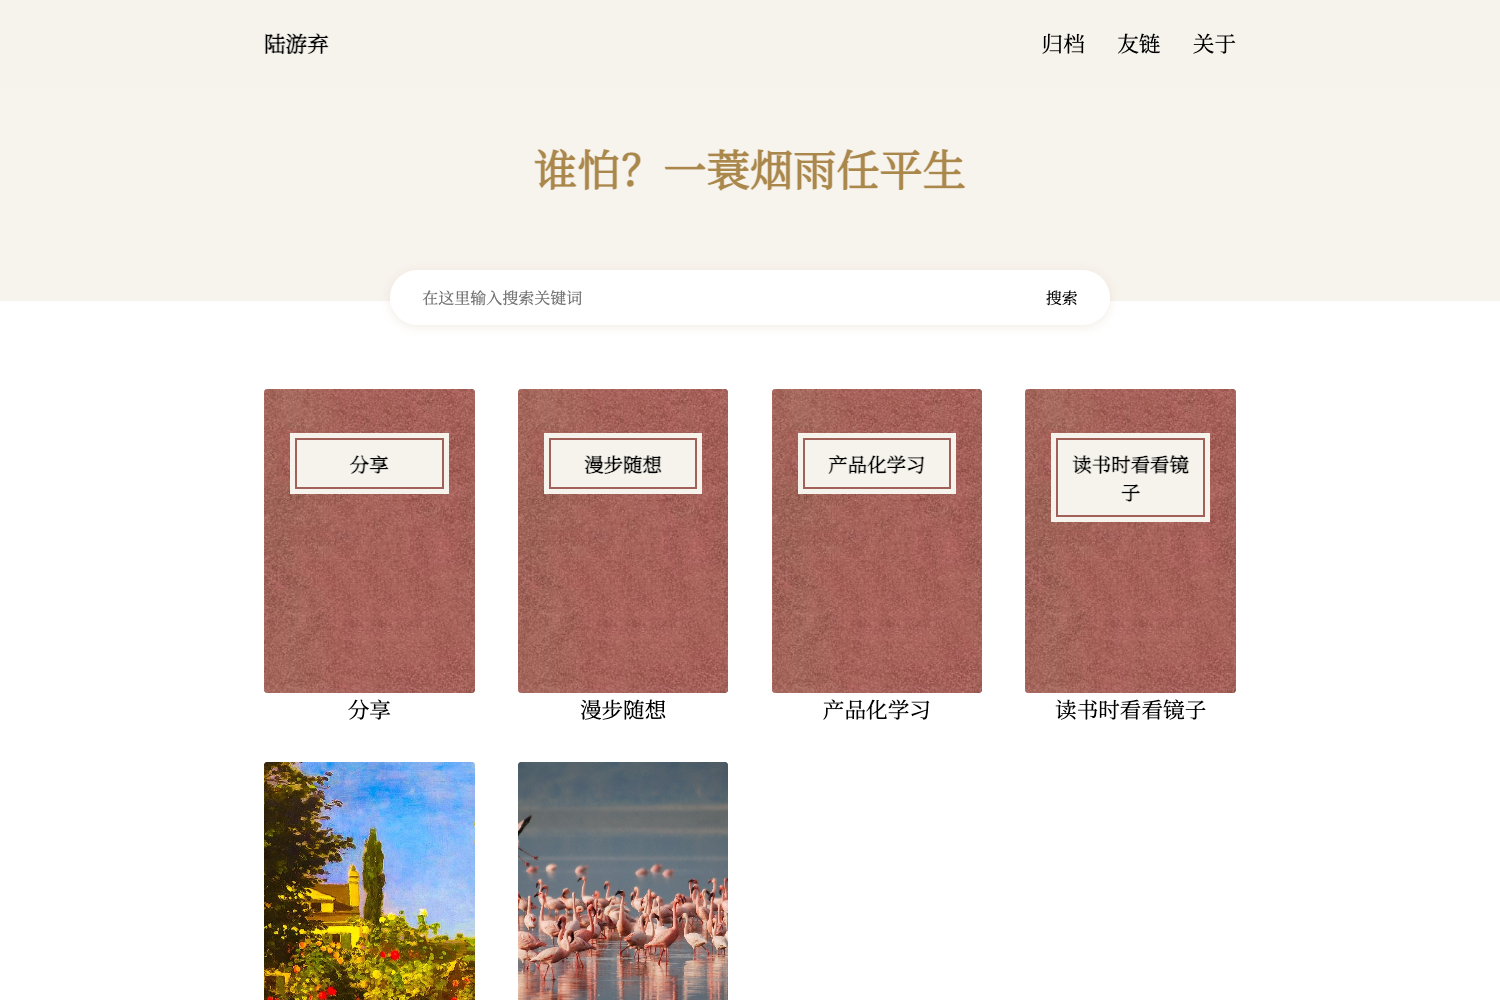 陆游弃
归档 友链 关于
谁怕？一蓑烟雨任平生
在这里输入搜索关键词 搜索
分享
漫步随想
产品化学习
读书时看看镜
子
分享
漫步随想
产品化学习
读书时看看镜子